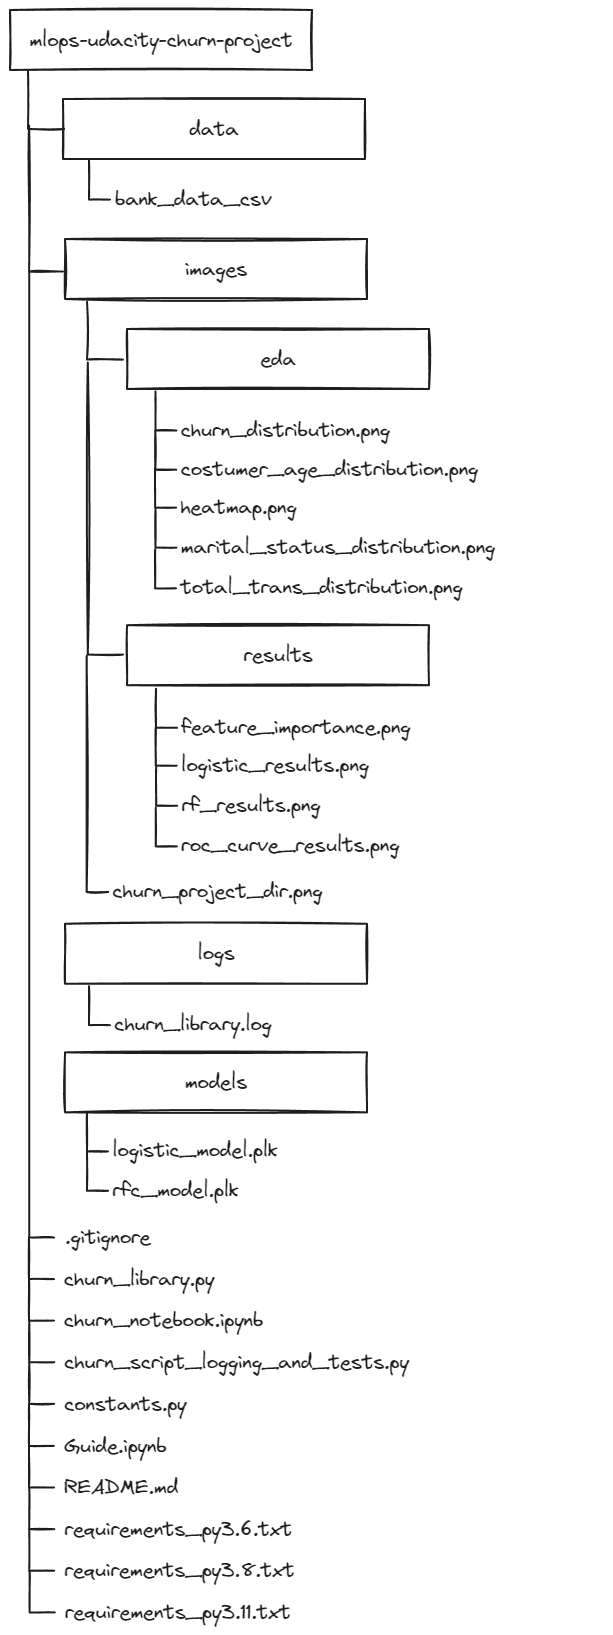 mlops-udacity-churn-project
data
bank_data_csv
images
eda
churn_distribution.png
costumer_age_distribution.png
heatmap.png
marital_status_distribution.png
total_trans_distribution.png
results
feature_importance.png
logistic_results.png
rf_results.png
roc_curve_results.png
churn_project_dir.png
logs
churn_library.log
models
logistic_model.plk
rfc_model.plk
.gitignore
churn_library.py
churn_notebook.ipynb
churn_script_logging_and_tests.py
constants.py
Guide.ipynb
README.md
requirements_py3.6.txt
requirements_py3.8.txt
requirements_py3.11.txt